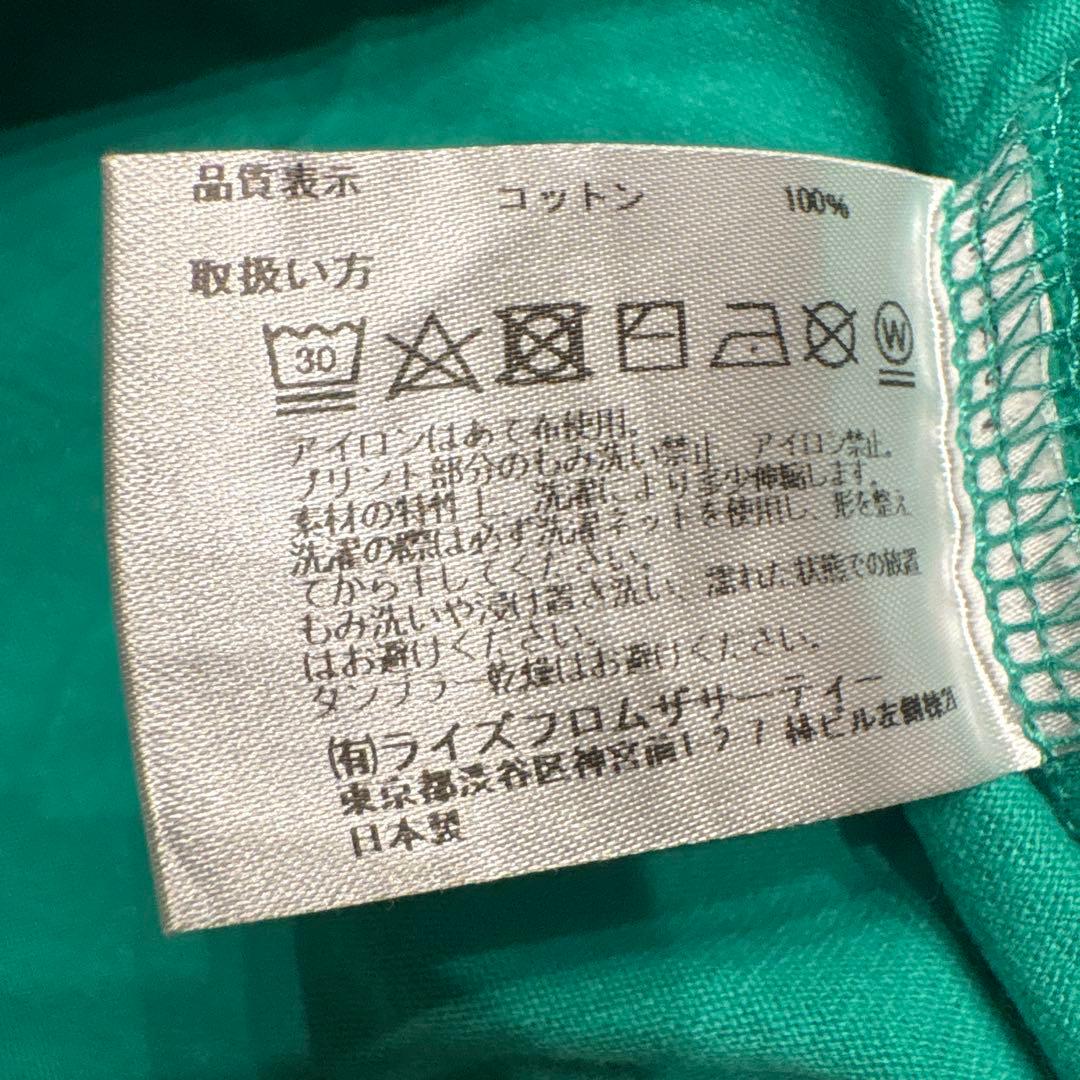 品質表示 コットン 100%
取扱い方
30 W
アイロンはあて布使用。
プリント部分のもみ洗い禁止、アイロン禁止。
素材の特性上、洗濯により多少伸縮します。
洗濯の際は必ず洗濯ネットを使用し、形を整え
てから干してください。
もみ洗いや浸け置き洗い、濡れた状態での放置
はお避けください。
タンブラー乾燥はお避けください。
(有)ライズフロムザサーティー
東京都渋谷区神宮前1 ビル左側
日本製